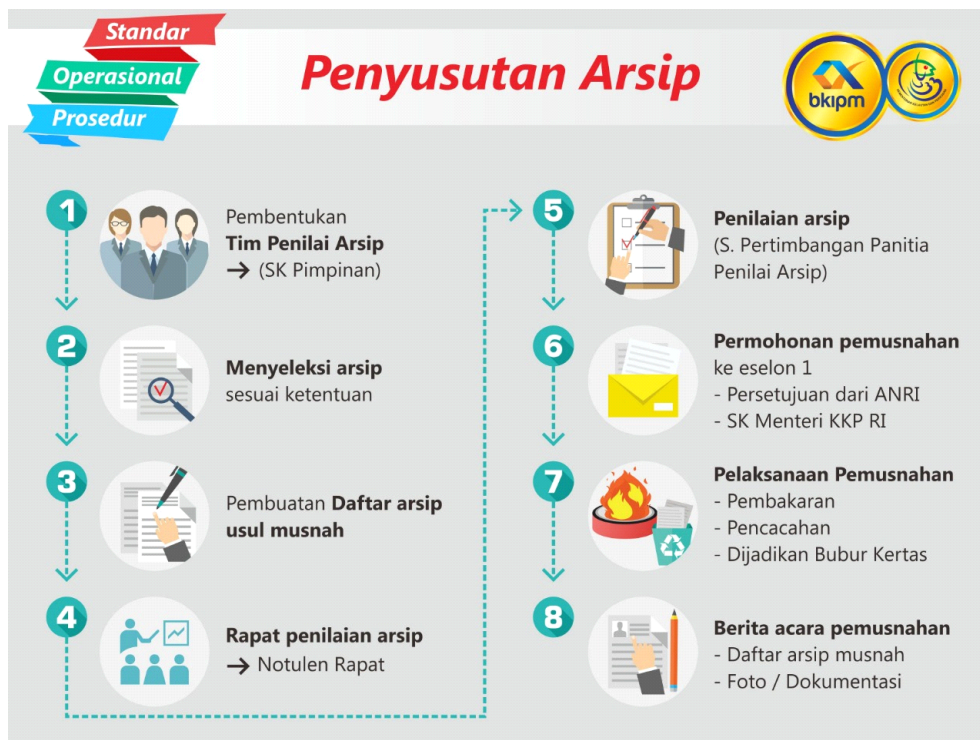 Standar
Operasional
Prosedur
Penyusutan Arsip
bkipm
1
Pembentukan
Tim Penilai Arsip
→ (SK Pimpinan)
2
Menyeleksi arsip
sesuai ketentuan
3
Pembuatan Daftar arsip
usul musnah
4
Rapat penilaian arsip
→ Notulen Rapat
5
Penilaian arsip
(S. Pertimbangan Panitia
Penilai Arsip)
6
Permohonan pemusnahan
ke eselon 1
- Persetujuan dari ANRI
- SK Menteri KKP RI
7
Pelaksanaan Pemusnahan
- Pembakaran
- Pencacahan
- Dijadikan Bubur Kertas
8
Berita acara pemusnahan
- Daftar arsip musnah
- Foto / Dokumentasi